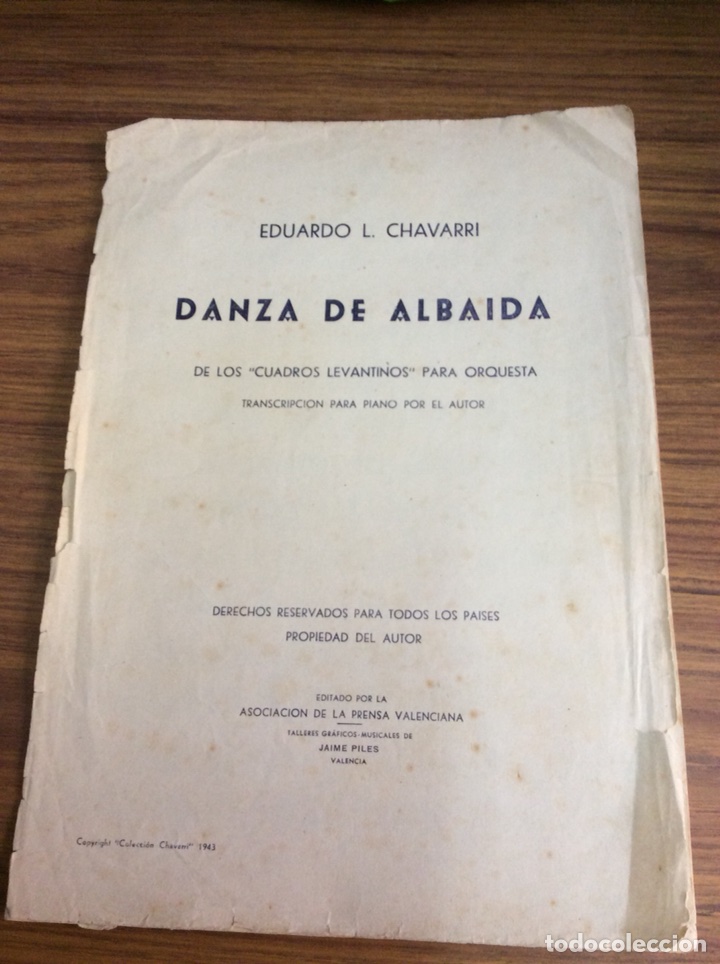 EDUARDO L. CHAVARRI
DANZA DE ALBAIDA
DE LOS "CUADROS LEVANTINOS" PARA ORQUESTA
TRANSCRIPCION PARA PIANO POR EL AUTOR
DERECHOS RESERVADOS PARA TODOS LOS PAISES
PROPIEDAD DEL AUTOR
EDITADO POR LA
ASOCIACION DE LA PRENSA VALENCIANA
TALLERES GRÁFICOS-MUSICALES DE
JAIME PILES
VALENCIA
Copyright "Colección Chavarri" 1943
todocoleccion